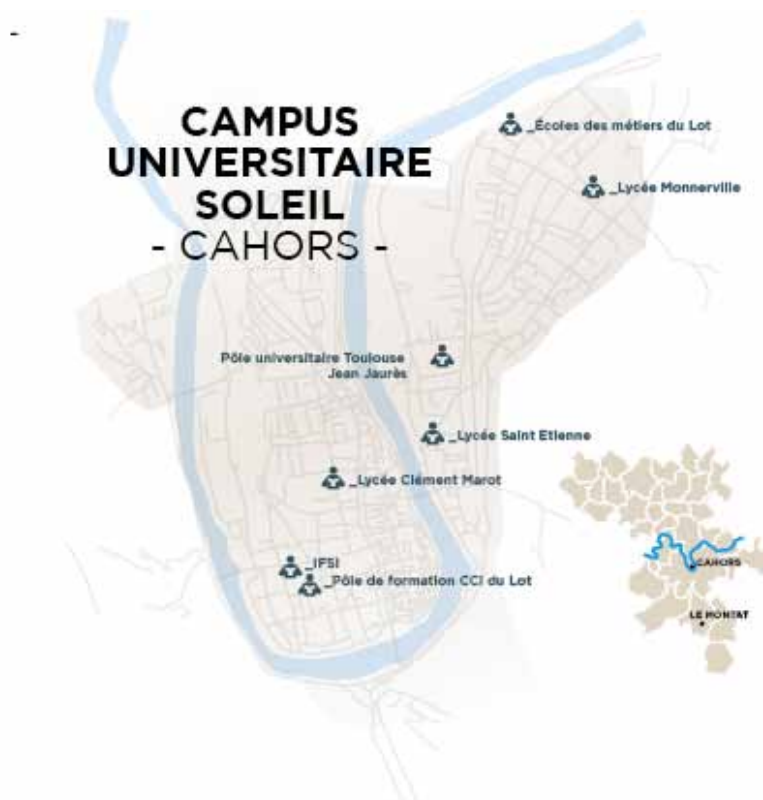 CAMPUS
UNIVERSITAIRE
SOLEIL
- CAHORS -
_Écoles des métiers du Lot
_Lycée Monnerville
Pôle universitaire Toulouse
Jean Jaurès
_Lycée Saint Etienne
_Lycée Clément Marot
_IFSI
_Pôle de formation CCI du Lot
CAHORS
LE MONTAT